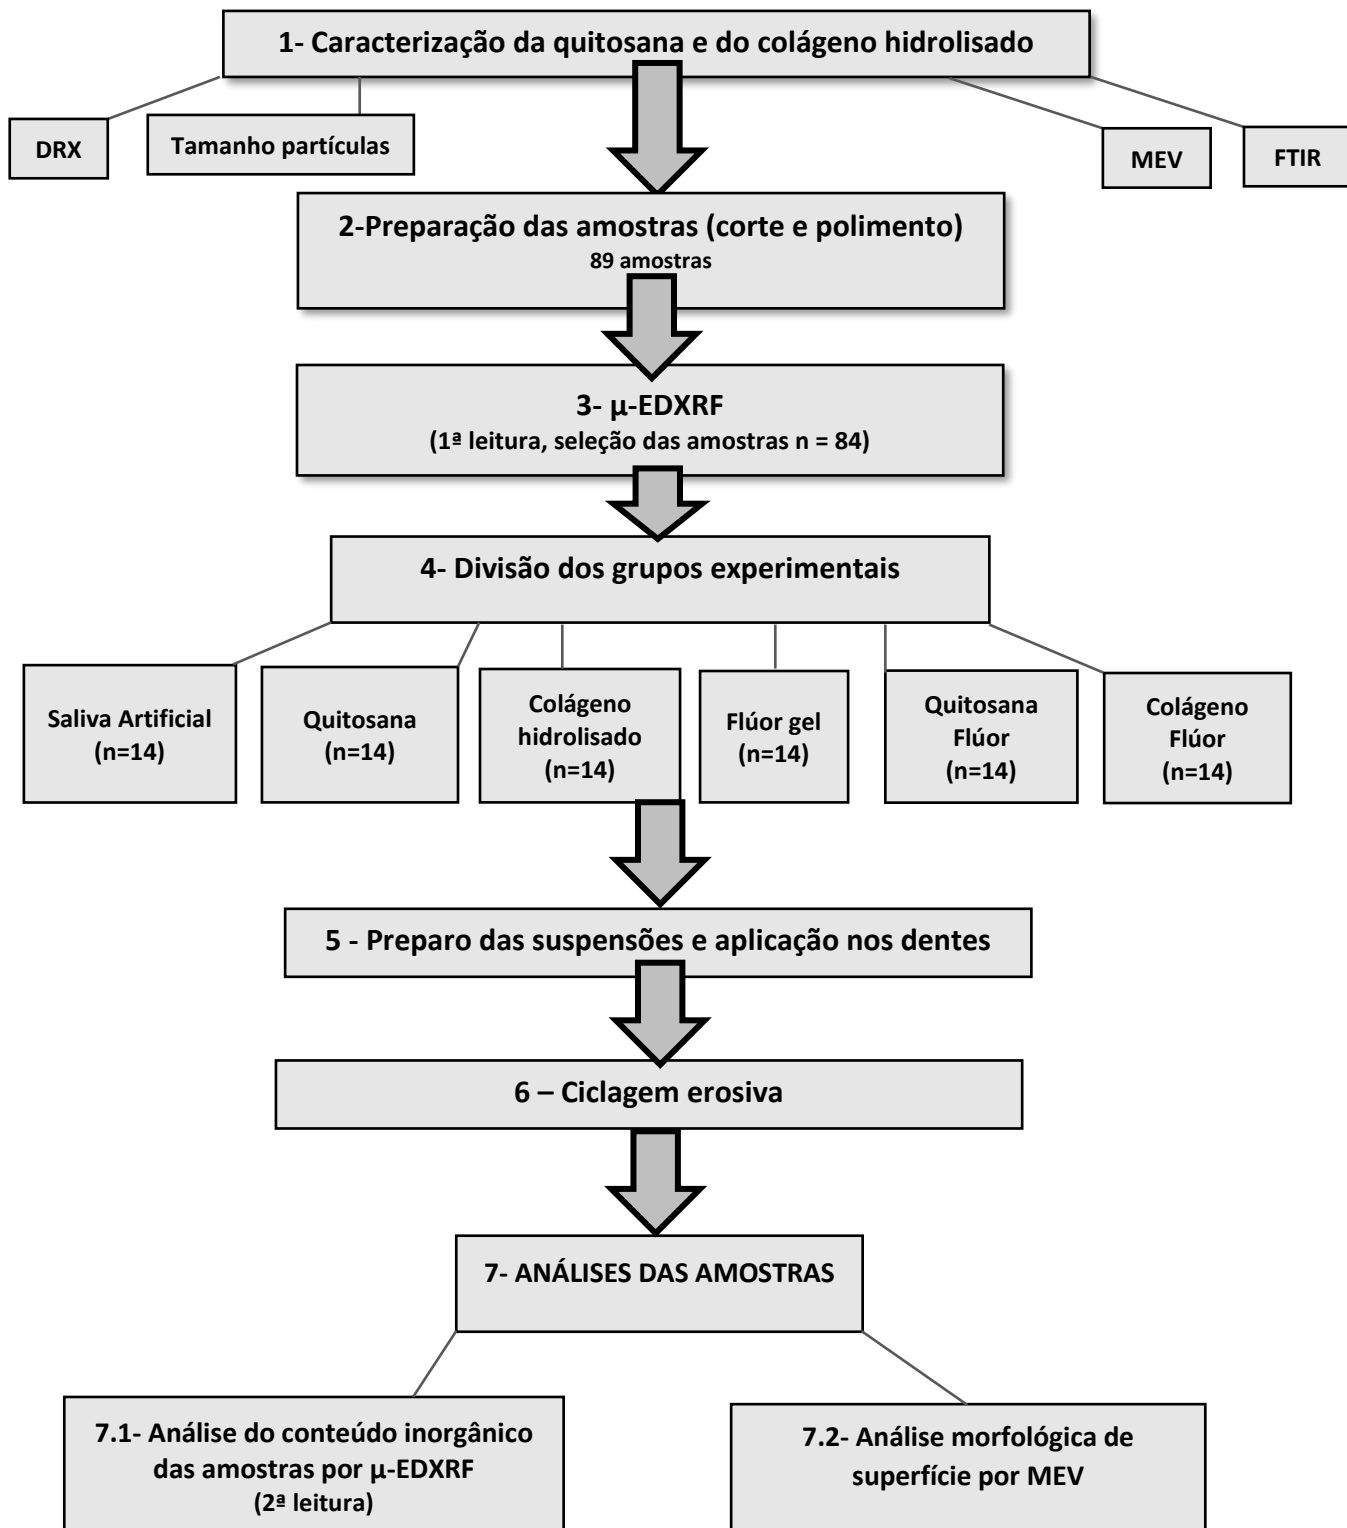 1- Caracterização da quitosana e do colágeno hidrolisado
DRX
Tamanho partículas
MEV
FTIR
2-Preparação das amostras (corte e polimento)
89 amostras
3- µ-EDXRF
(1ª leitura, seleção das amostras n = 84)
4- Divisão dos grupos experimentais
Saliva Artificial
(n=14)
Quitosana
(n=14)
Colágeno
hidrolisado
(n=14)
Flúor gel
(n=14)
Quitosana
Flúor
(n=14)
Colágeno
Flúor
(n=14)
5 - Preparo das suspensões e aplicação nos dentes
6 – Ciclagem erosiva
7- ANÁLISES DAS AMOSTRAS
7.1- Análise do conteúdo inorgânico
das amostras por µ-EDXRF
(2ª leitura)
7.2- Análise morfológica de
superfície por MEV